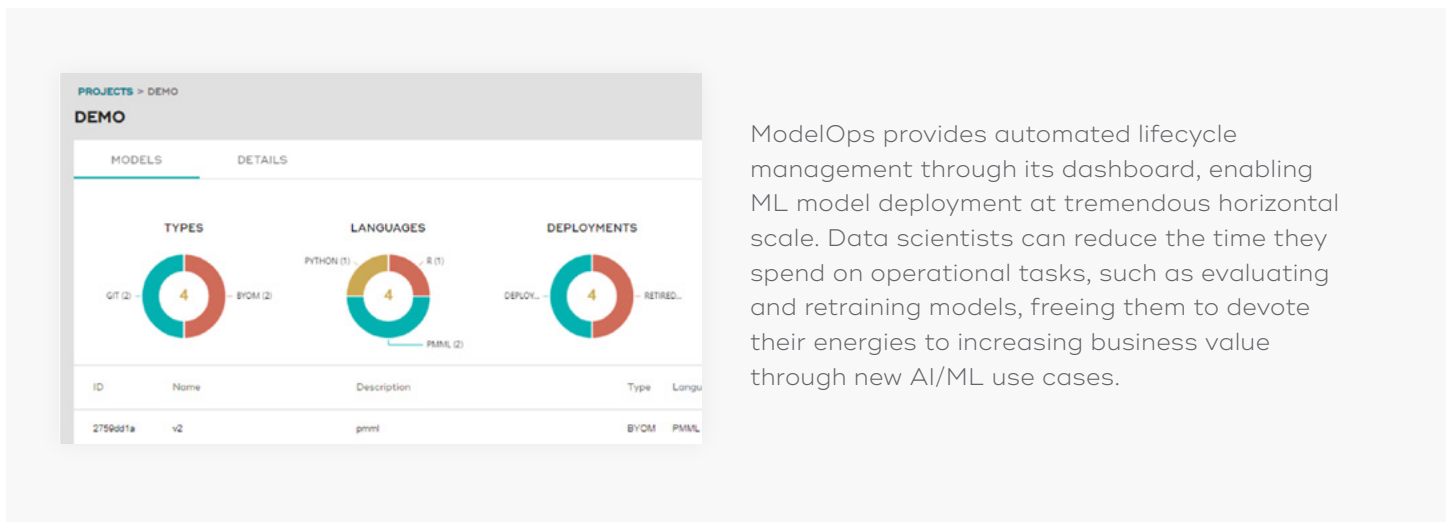 PROJECTS > DEMO
DEMO
MODELS DETAILS
TYPES LANGUAGES DEPLOYMENTS
PYTHON (1) R (1)
GIT (2) 4 BYOM (2) 4 DEPLOY... 4 RETIRED...
PMML (2)
ID Name Description Type Langu
2759dd1a v2 pmml BYOM PMML
ModelOps provides automated lifecycle
management through its dashboard, enabling
ML model deployment at tremendous horizontal
scale. Data scientists can reduce the time they
spend on operational tasks, such as evaluating
and retraining models, freeing them to devote
their energies to increasing business value
through new AI/ML use cases.